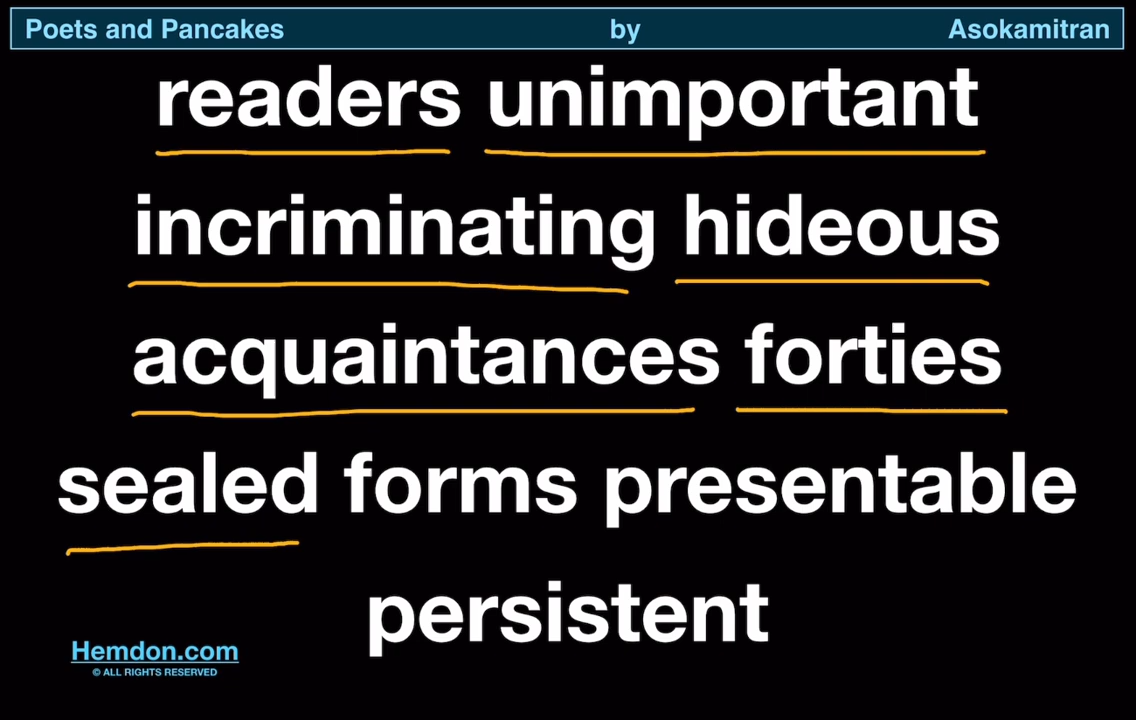 Poets and Pancakes by Asokamitran
readers unimportant
incriminating hideous
acquaintances forties
sealed forms presentable
persistent
Hemdon.com
© ALL RIGHTS RESERVED